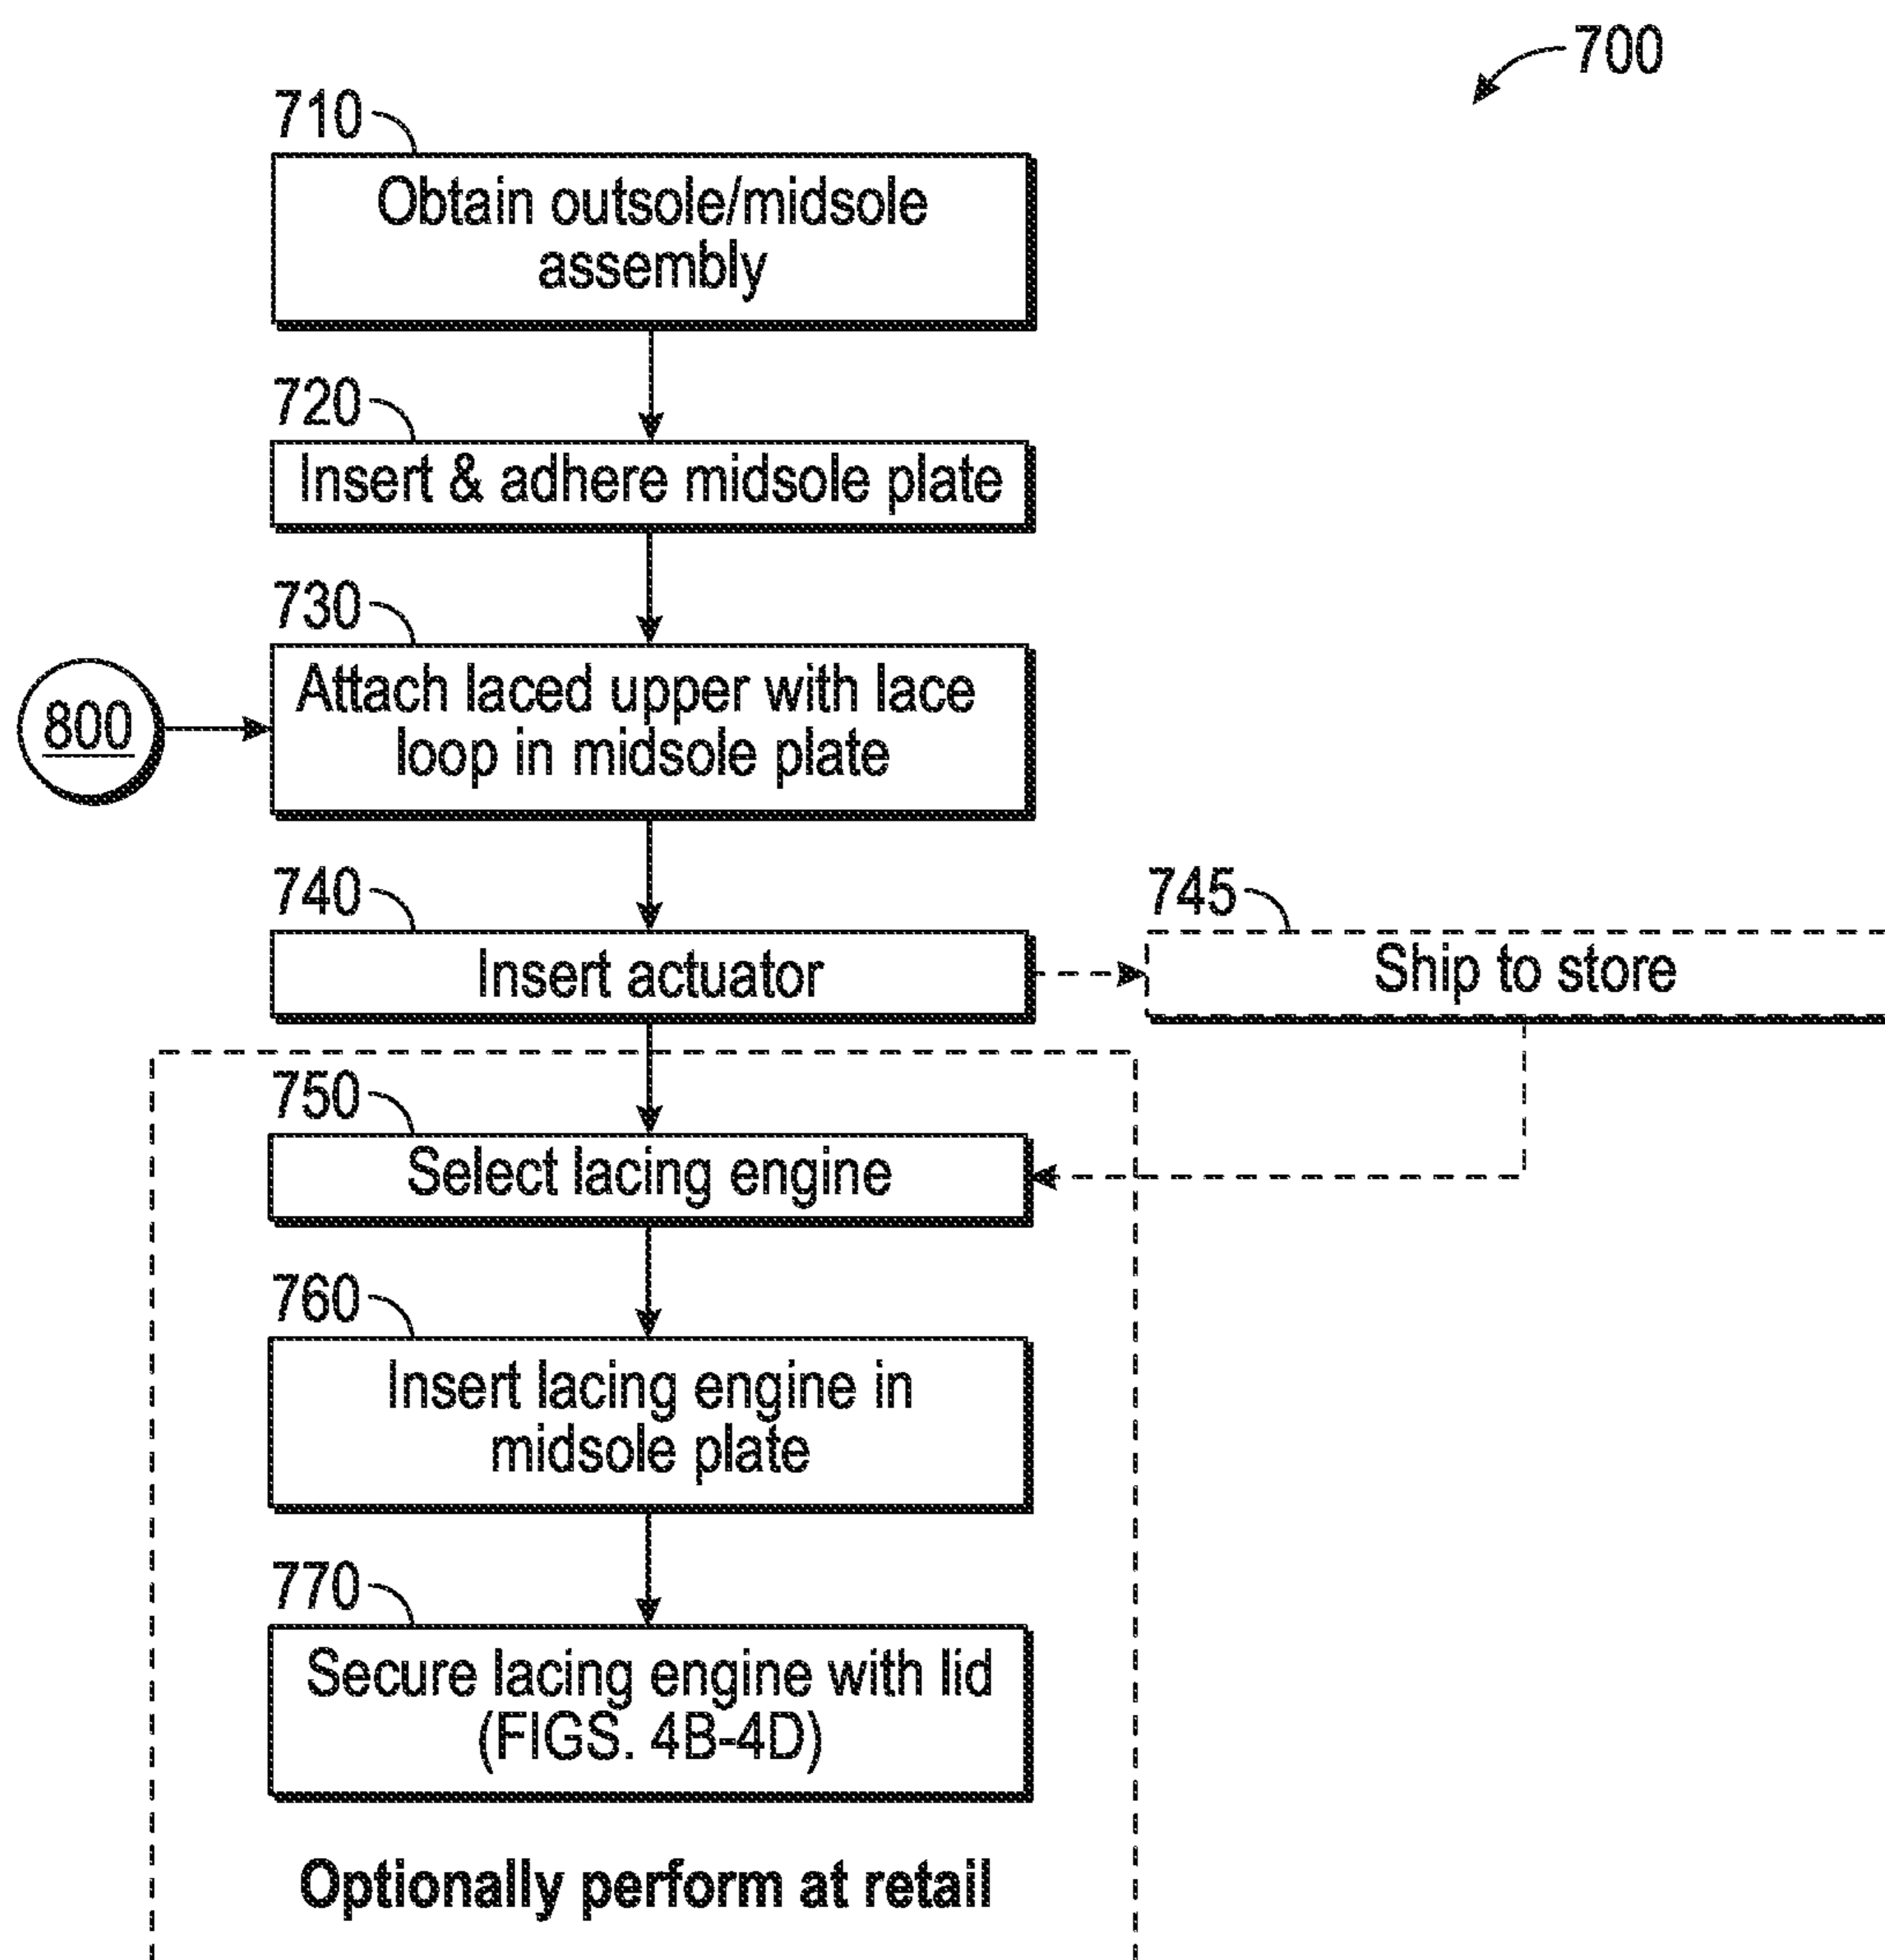 700
710
Obtain outsole/midsole
assembly
720
Insert & adhere midsole plate
730
800
Attach laced upper with lace
loop in midsole plate
740
Insert actuator
745
Ship to store
750
Select lacing engine
760
Insert lacing engine in
midsole plate
770
Secure lacing engine with lid
(FIGS. 4B-4D)
Optionally perform at retail